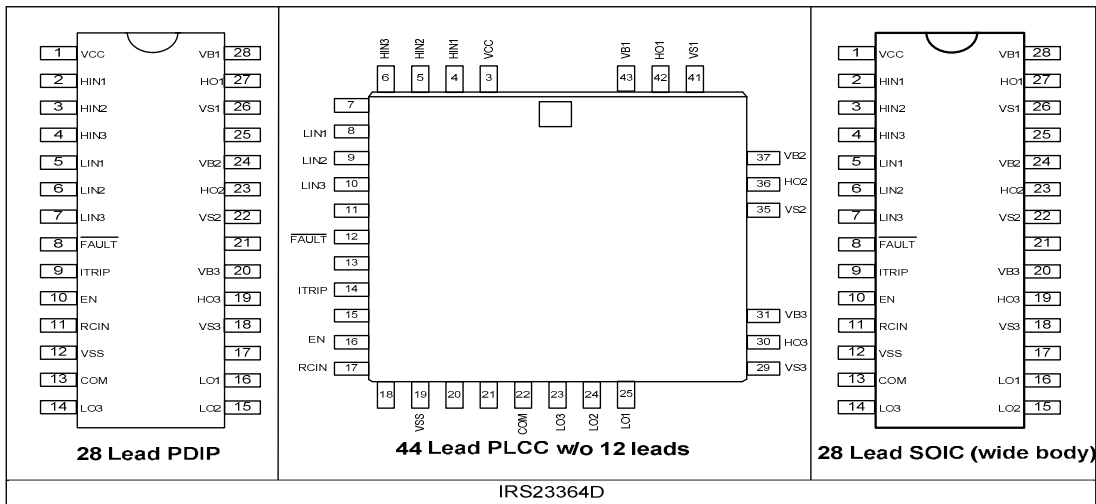 1 VCC VB1 28
2 HIN1 HO1 27
3 HIN2 VS1 26
4 HIN3 25
5 LIN1 VB2 24
6 LIN2 HO2 23
7 LIN3 VS2 22
8 FAULT 21
9 ITRIP VB3 20
10 EN HO3 19
11 RCIN VS3 18
12 VSS 17
13 COM LO1 16
14 LO3 LO2 15
28 Lead PDIP
HIN3 HIN2 HIN1 VCC VB1 HO1 VS1
6 5 4 3 43 42 41
7
LIN1 8
LIN2 9 37 VB2
LIN3 10 36 HO2
11 35 VS2
FAULT 12
13
ITRIP 14
15 31 VB3
EN 16 30 HO3
RCIN 17 29 VS3
18 19 20 21 22 23 24 25
VSS COM LO3 LO2 LO1
44 Lead PLCC w/o 12 leads
1 VCC VB1 28
2 HIN1 HO1 27
3 HIN2 VS1 26
4 HIN3 25
5 LIN1 VB2 24
6 LIN2 HO2 23
7 LIN3 VS2 22
8 FAULT 21
9 ITRIP VB3 20
10 EN HO3 19
11 RCIN VS3 18
12 VSS 17
13 COM LO1 16
14 LO3 LO2 15
28 Lead SOIC (wide body)
IRS23364D